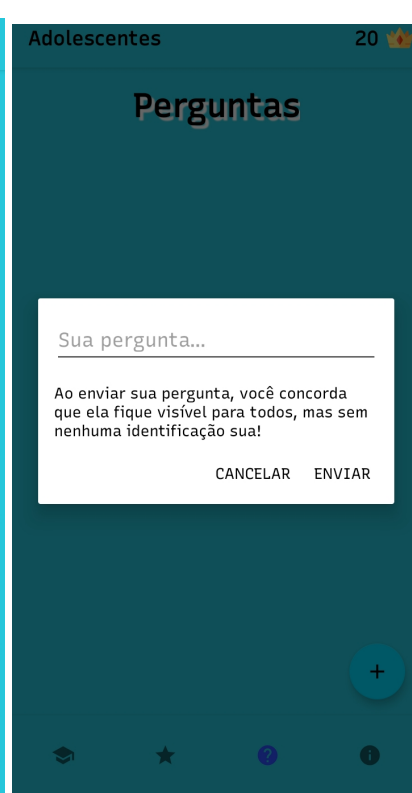 Adolescentes 20
Perguntas
Sua pergunta...
Ao enviar sua pergunta, você concorda
que ela fique visível para todos, mas sem
nenhuma identificação sua!
CANCELAR ENVIAR
+